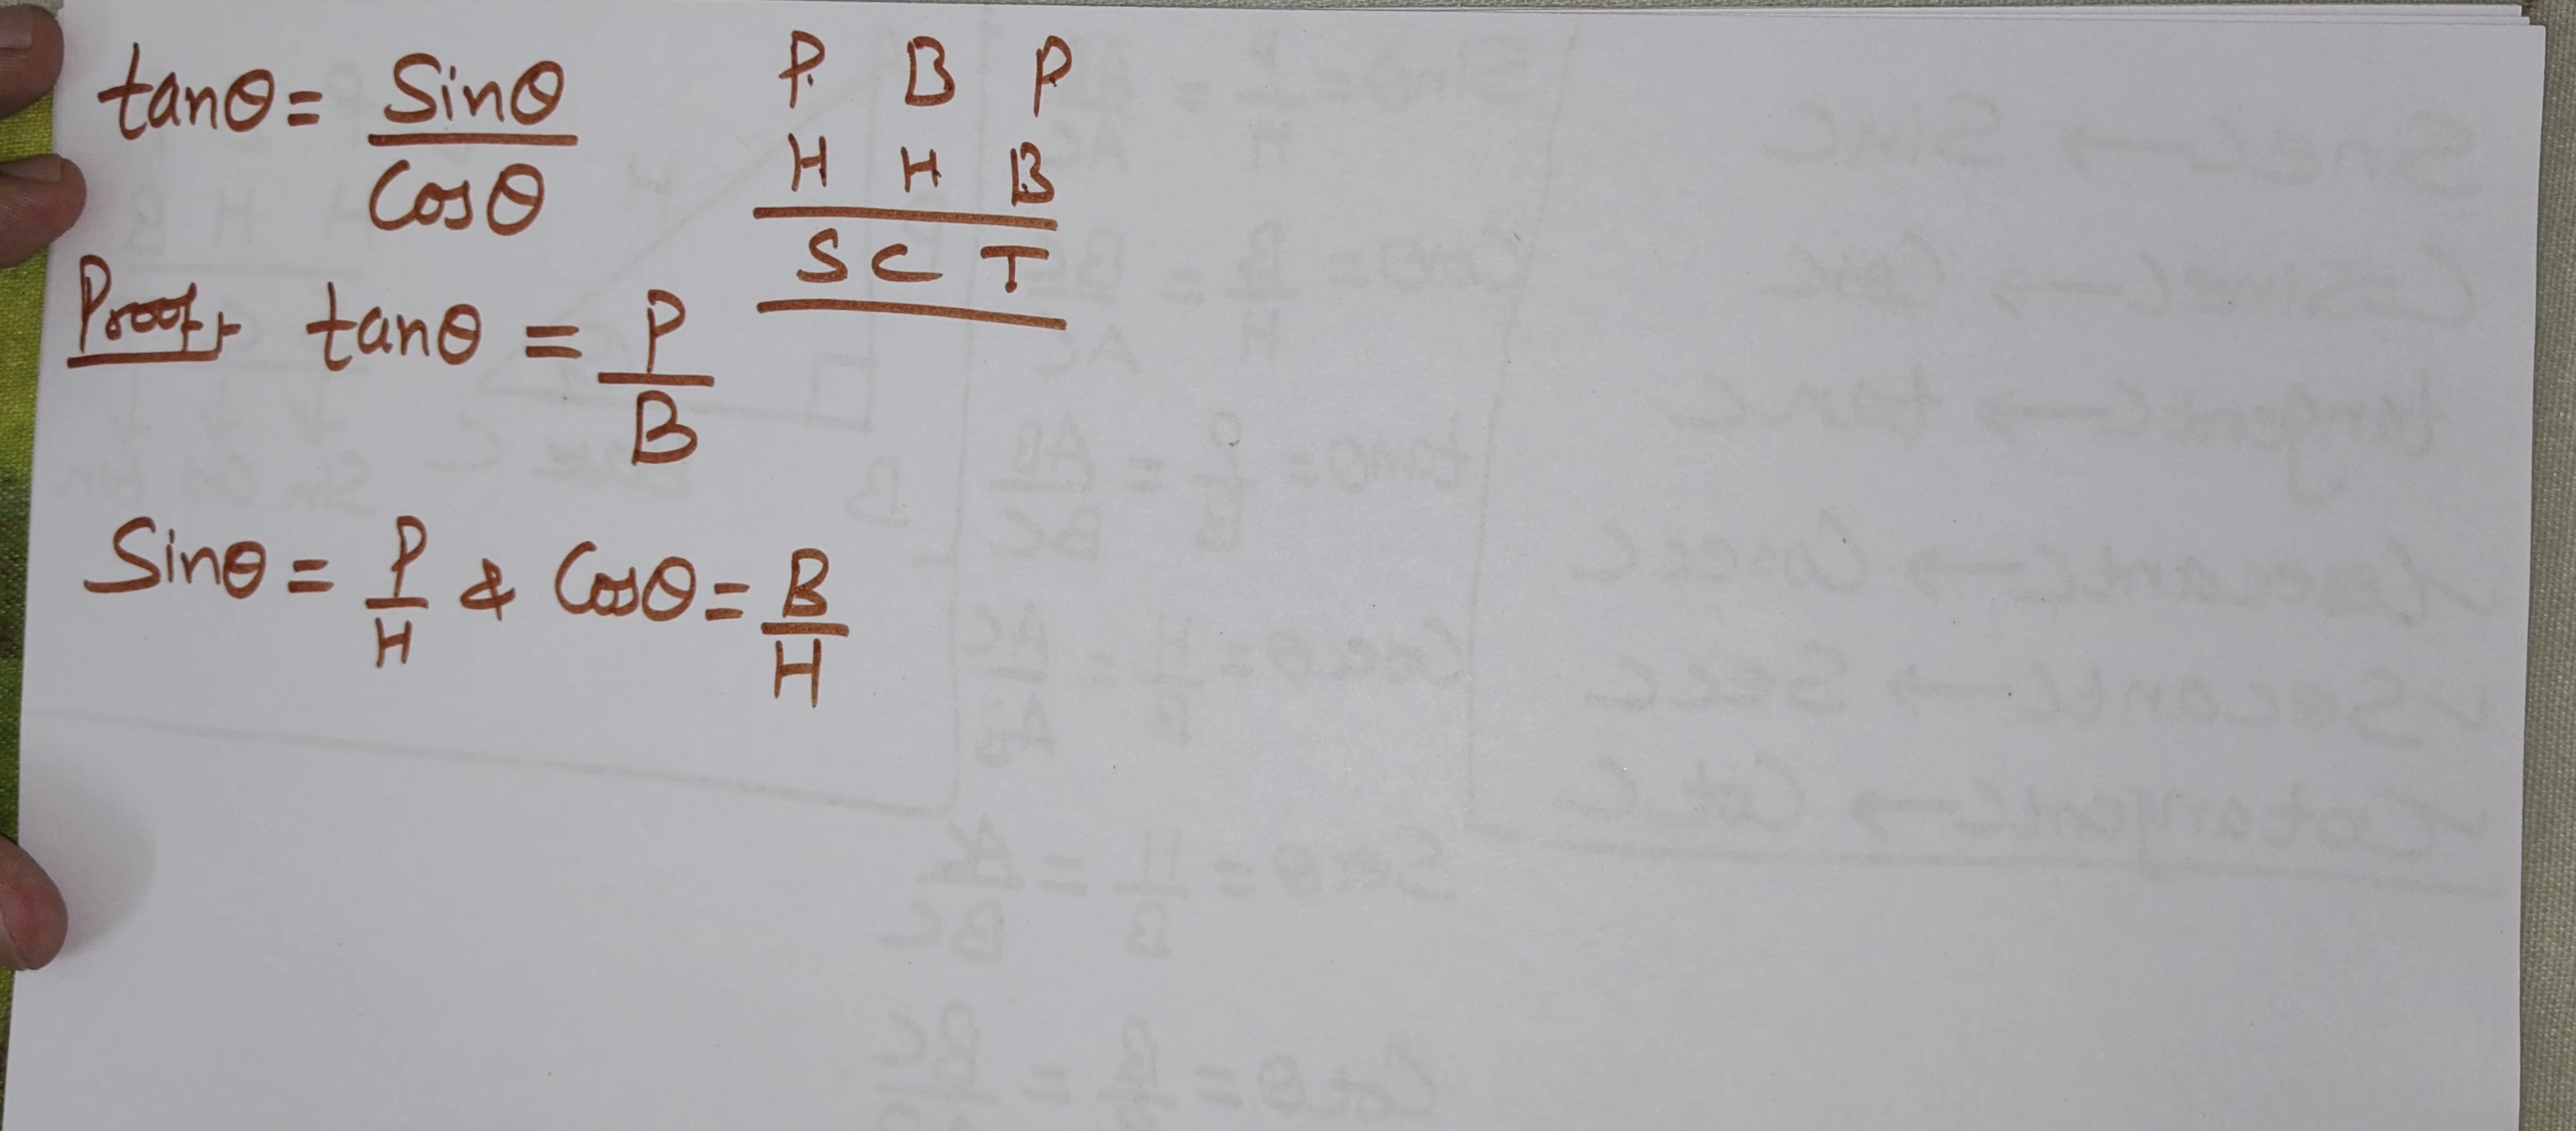 tanθ = Sinθ / Cosθ
P B P
H H B
S C T
Proof tanθ = P / B
Sinθ = P / H & Cosθ = B / H